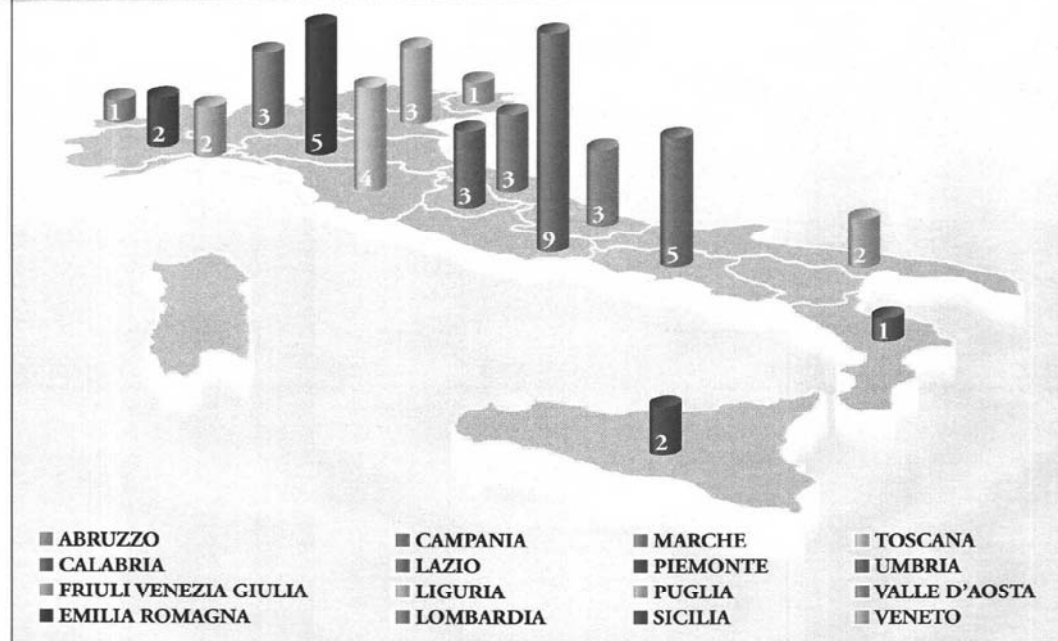 1
2
2
3
5
4
3
1
3
3
9
3
5
2
1
2
ABRUZZO
CALABRIA
FRIULI VENEZIA GIULIA
EMILIA ROMAGNA
CAMPANIA
LAZIO
LIGURIA
LOMBARDIA
MARCHE
PIEMONTE
PUGLIA
SICILIA
TOSCANA
UMBRIA
VALLE D'AOSTA
VENETO